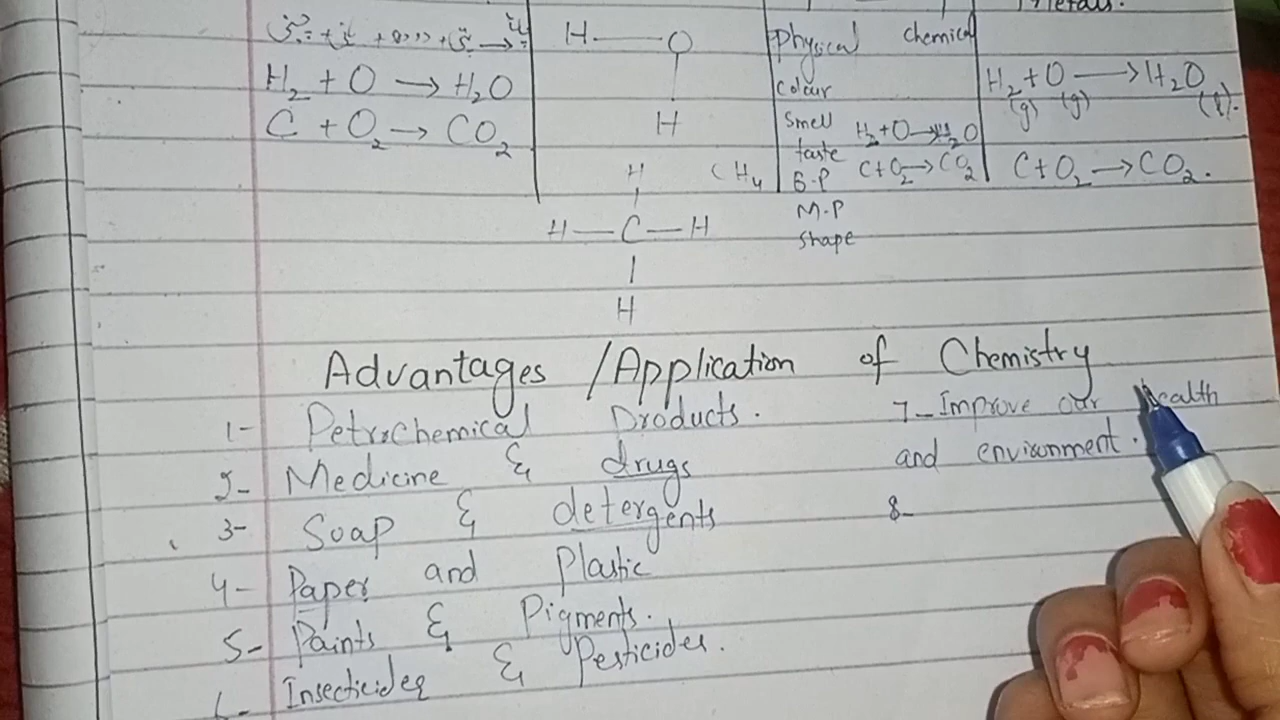 H₂ + O → H₂O
C + O₂ → CO₂
H — O
H
H
CH₄
H — C — H
H
Physical chemical
Colour
Smell
taste
B.P
M.P
Shape
H₂+O→H₂O
C+O₂→CO₂
H₂+O → H₂O
(g) (g) (l).
C+O₂→CO₂.
Advantages /Application of Chemistry
1- Petrochemical Products.
2- Medicine & drugs
3- Soap & detergents
4- Paper and Plastic
5- Paints & Pigments.
6- Insecticides & Pesticides.
7- Improve our health
and environment.
8-